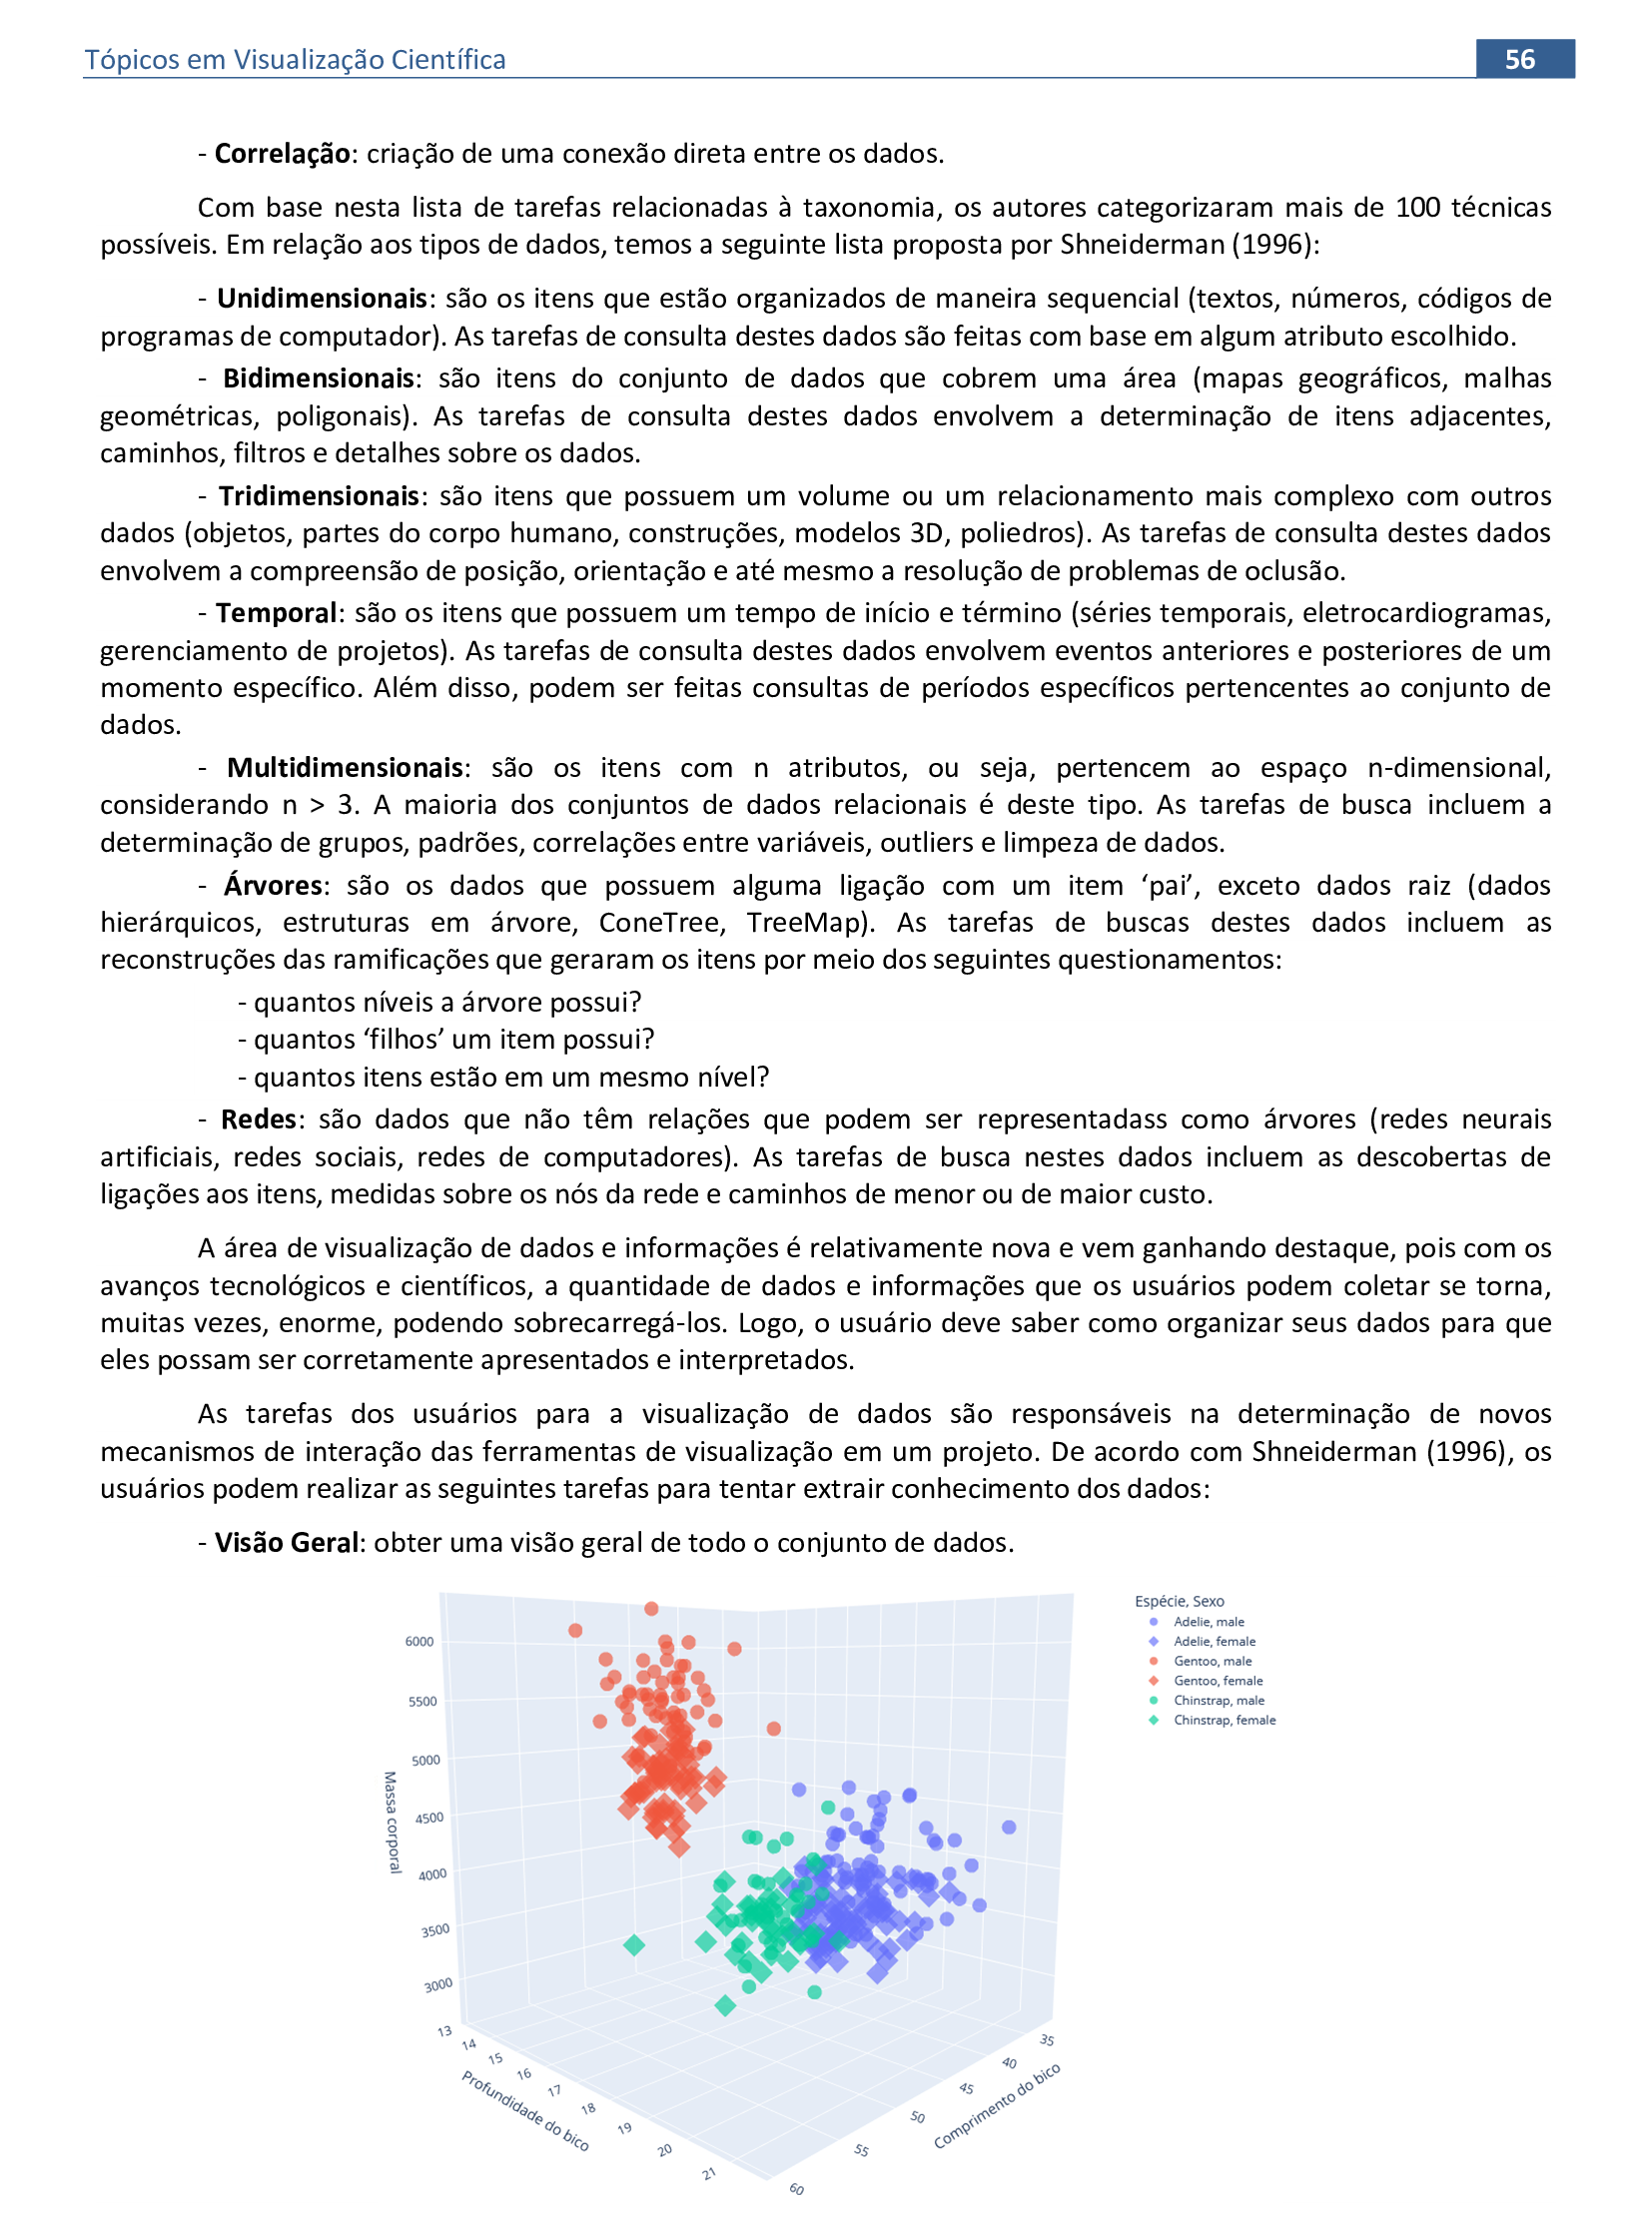 Tópicos em Visualização Científica
56
- Correlação: criação de uma conexão direta entre os dados.
Com base nesta lista de tarefas relacionadas à taxonomia, os autores categorizaram mais de 100 técnicas
possíveis. Em relação aos tipos de dados, temos a seguinte lista proposta por Shneiderman (1996):
- Unidimensionais: são os itens que estão organizados de maneira sequencial (textos, números, códigos de
programas de computador). As tarefas de consulta destes dados são feitas com base em algum atributo escolhido.
- Bidimensionais: são itens do conjunto de dados que cobrem uma área (mapas geográficos, malhas
geométricas, poligonais). As tarefas de consulta destes dados envolvem a determinação de itens adjacentes,
caminhos, filtros e detalhes sobre os dados.
- Tridimensionais: são itens que possuem um volume ou um relacionamento mais complexo com outros
dados (objetos, partes do corpo humano, construções, modelos 3D, poliedros). As tarefas de consulta destes dados
envolvem a compreensão de posição, orientação e até mesmo a resolução de problemas de oclusão.
- Temporal: são os itens que possuem um tempo de início e término (séries temporais, eletrocardiogramas,
gerenciamento de projetos). As tarefas de consulta destes dados envolvem eventos anteriores e posteriores de um
momento específico. Além disso, podem ser feitas consultas de períodos específicos pertencentes ao conjunto de
dados.
- Multidimensionais: são os itens com n atributos, ou seja, pertencem ao espaço n-dimensional,
considerando n > 3. A maioria dos conjuntos de dados relacionais é deste tipo. As tarefas de busca incluem a
determinação de grupos, padrões, correlações entre variáveis, outliers e limpeza de dados.
- Árvores: são os dados que possuem alguma ligação com um item ‘pai’, exceto dados raiz (dados
hierárquicos, estruturas em árvore, ConeTree, TreeMap). As tarefas de buscas destes dados incluem as
reconstruções das ramificações que geraram os itens por meio dos seguintes questionamentos:
- quantos níveis a árvore possui?
- quantos ‘filhos’ um item possui?
- quantos itens estão em um mesmo nível?
- Redes: são dados que não têm relações que podem ser representadass como árvores (redes neurais
artificiais, redes sociais, redes de computadores). As tarefas de busca nestes dados incluem as descobertas de
ligações aos itens, medidas sobre os nós da rede e caminhos de menor ou de maior custo.
A área de visualização de dados e informações é relativamente nova e vem ganhando destaque, pois com os
avanços tecnológicos e científicos, a quantidade de dados e informações que os usuários podem coletar se torna,
muitas vezes, enorme, podendo sobrecarregá-los. Logo, o usuário deve saber como organizar seus dados para que
eles possam ser corretamente apresentados e interpretados.
As tarefas dos usuários para a visualização de dados são responsáveis na determinação de novos
mecanismos de interação das ferramentas de visualização em um projeto. De acordo com Shneiderman (1996), os
usuários podem realizar as seguintes tarefas para tentar extrair conhecimento dos dados:
- Visão Geral: obter uma visão geral de todo o conjunto de dados.
Espécie, Sexo
Adelie, male
Adelie, female
Gentoo, male
Gentoo, female
Chinstrap, male
Chinstrap, female
Massa corporal
6000
5500
5000
4500
4000
3500
3000
Profundidade do bico
13
14
15
16
17
18
19
20
21
Comprimento do bico
35
40
45
50
55
60